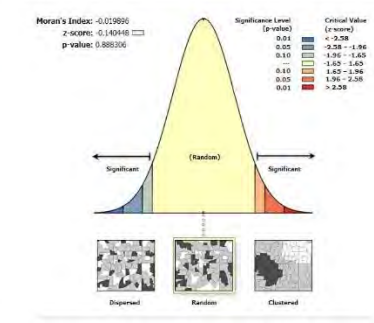 Moran's Index: -0.019896
z-score: -0.140448
p-value: 0.888306
Significance Level
(p-value)
Critical Value
(z-score)
0.01 < -2.58
0.05 -2.58 - -1.96
0.10 -1.96 - -1.65
--- -1.65 - 1.65
0.10 1.65 - 1.96
0.05 1.96 - 2.58
0.01 > 2.58
(Random)
Significant Significant
Dispersed Random Clustered